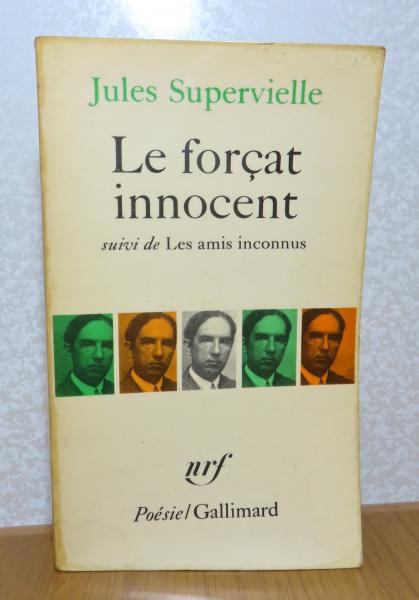 Jules Supervielle
Le forçat
innocent
suivi de Les amis inconnus
nrf
Poésie/Gallimard